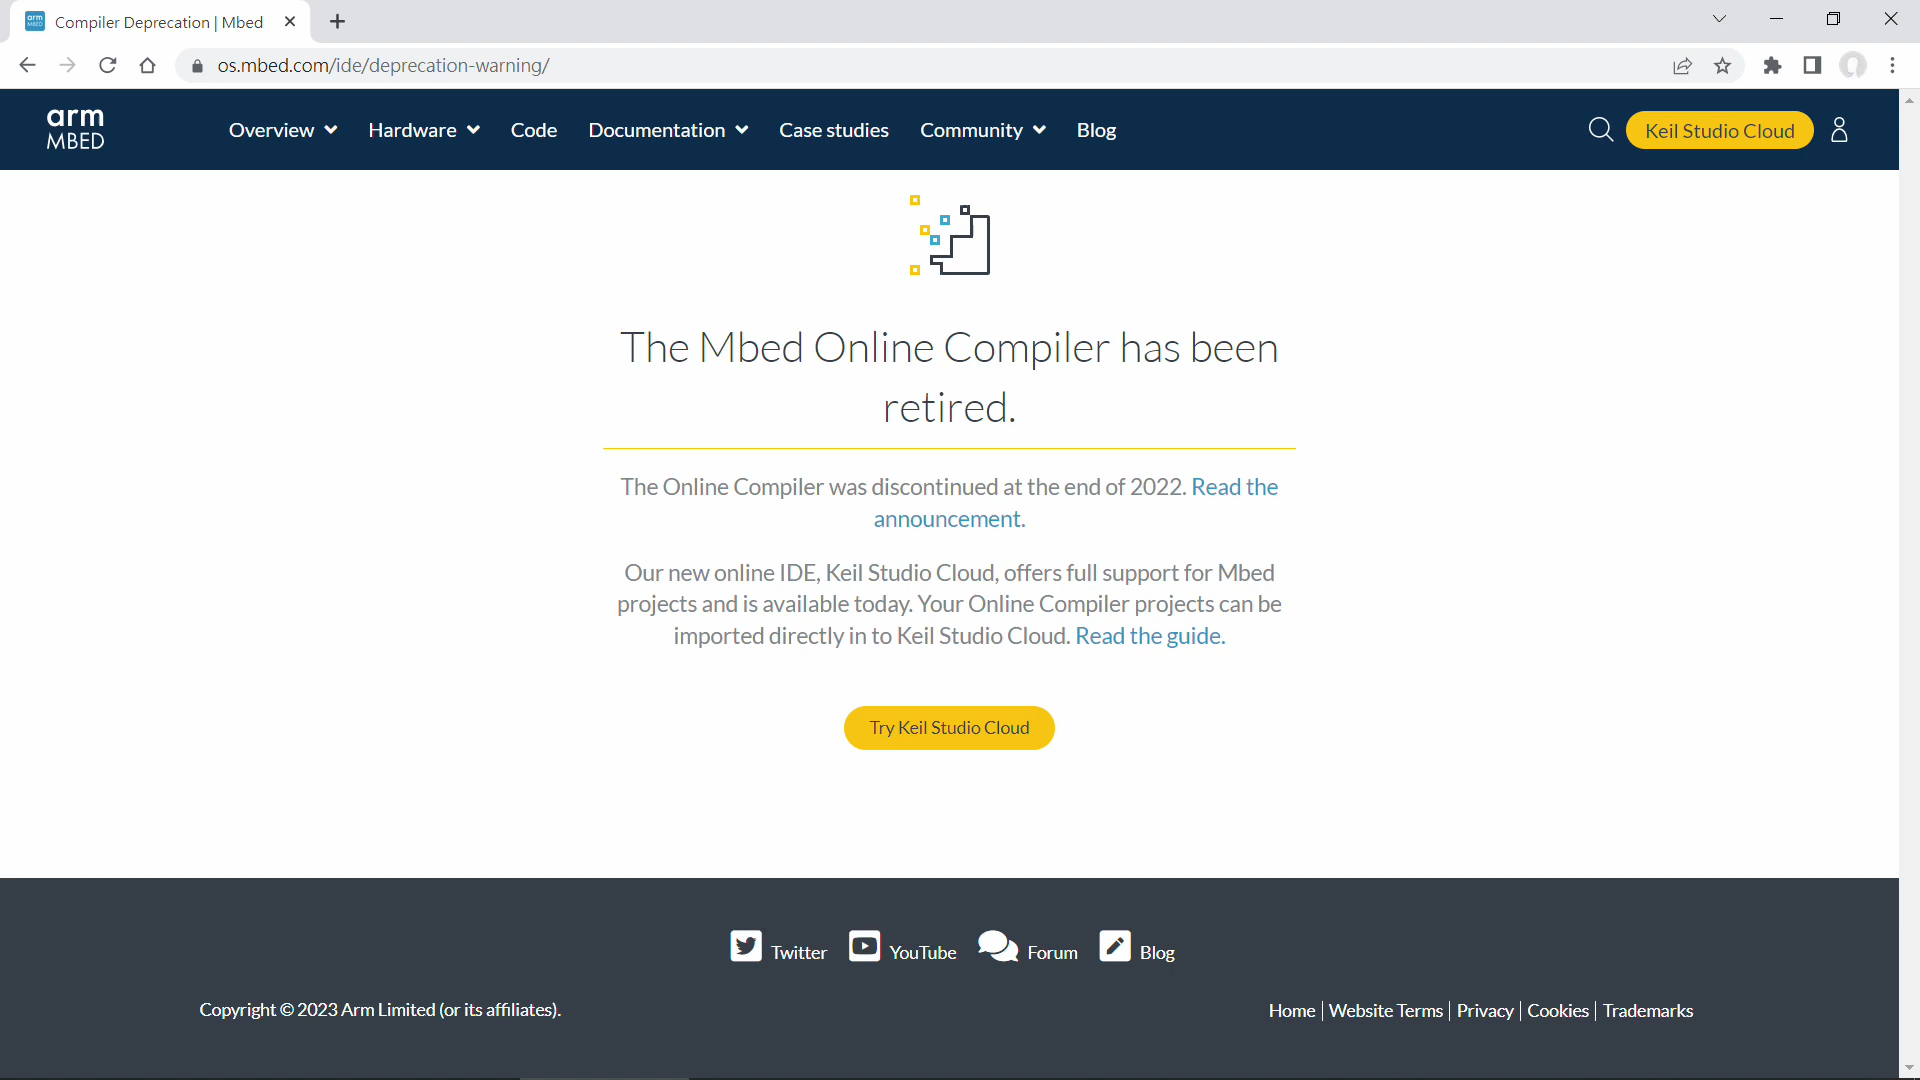 Compiler Deprecation | Mbed
os.mbed.com/ide/deprecation-warning/
arm MBED
Overview Hardware Code Documentation Case studies Community Blog Keil Studio Cloud
The Mbed Online Compiler has been
retired.
The Online Compiler was discontinued at the end of 2022. Read the
announcement.
Our new online IDE, Keil Studio Cloud, offers full support for Mbed
projects and is available today. Your Online Compiler projects can be
imported directly in to Keil Studio Cloud. Read the guide.
Try Keil Studio Cloud
Twitter YouTube Forum Blog
Copyright © 2023 Arm Limited (or its affiliates).
Home | Website Terms | Privacy | Cookies | Trademarks